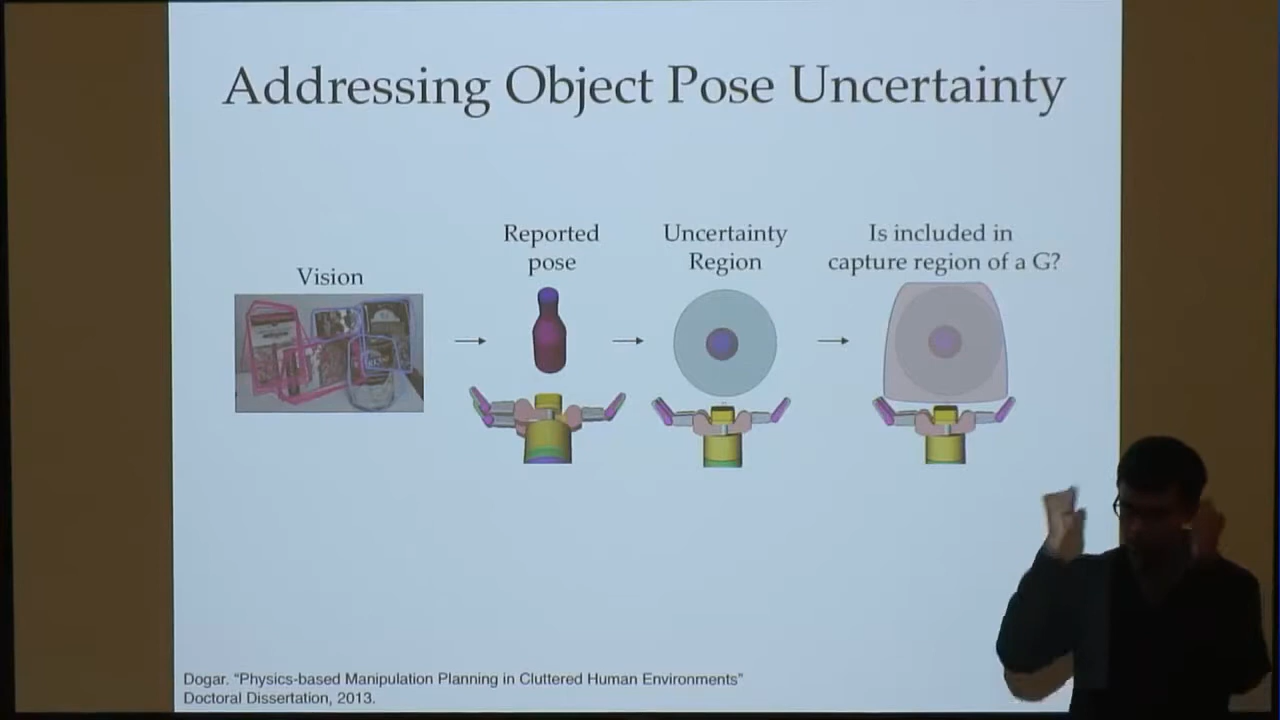 Addressing Object Pose Uncertainty
Vision
Reported
pose
Uncertainty
Region
Is included in
capture region of a G?
Dogar. “Physics-based Manipulation Planning in Cluttered Human Environments”
Doctoral Dissertation, 2013.